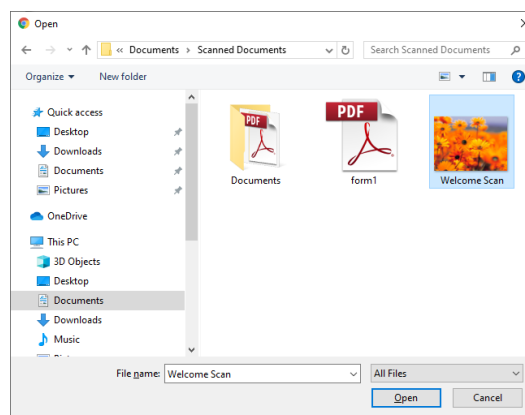 Open
« Documents › Scanned Documents
Search Scanned Documents
Organize
New folder
Quick access
Desktop
Downloads
Documents
Pictures
OneDrive
This PC
3D Objects
Desktop
Documents
Downloads
Music
PDF
Documents
PDF
form1
Welcome Scan
File name:
Welcome Scan
All Files
Open
Cancel